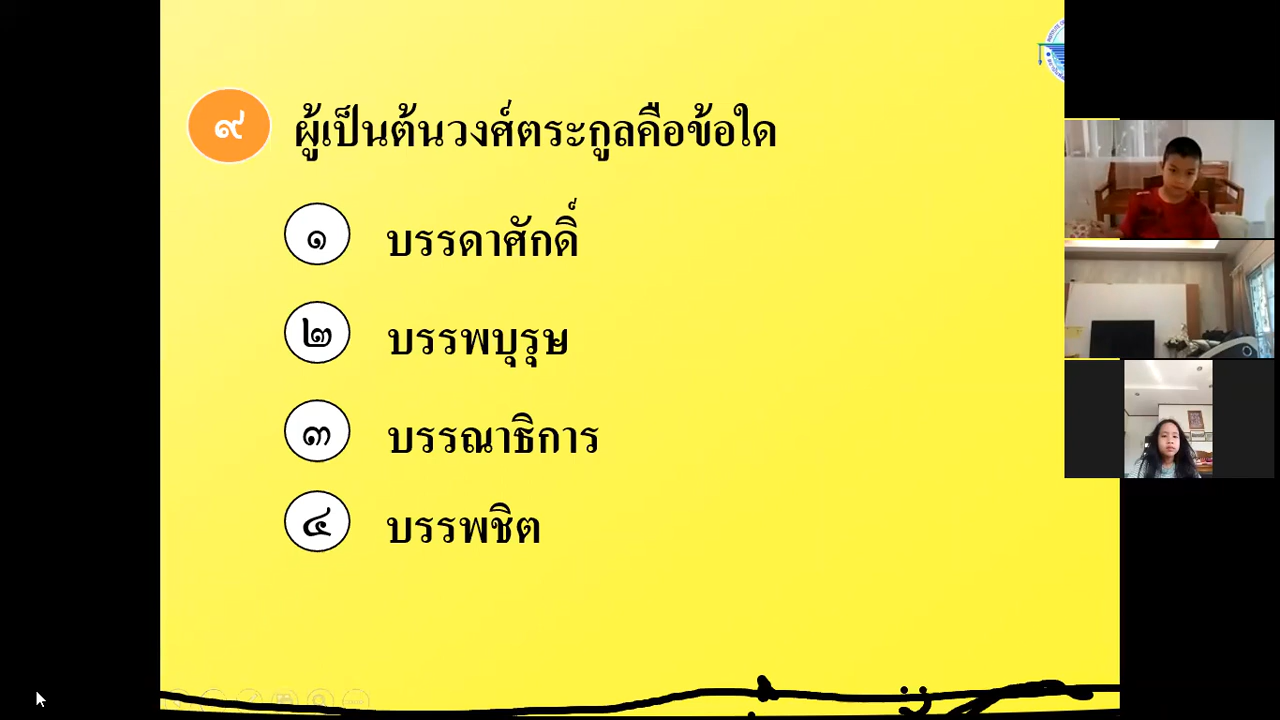 ๙ ผู้เป็นต้นวงศ์ตระกูลคือข้อใด
๑ บรรดาศักดิ์
๒ บรรพบุรุษ
๓ บรรณาธิการ
๔ บรรพชิต